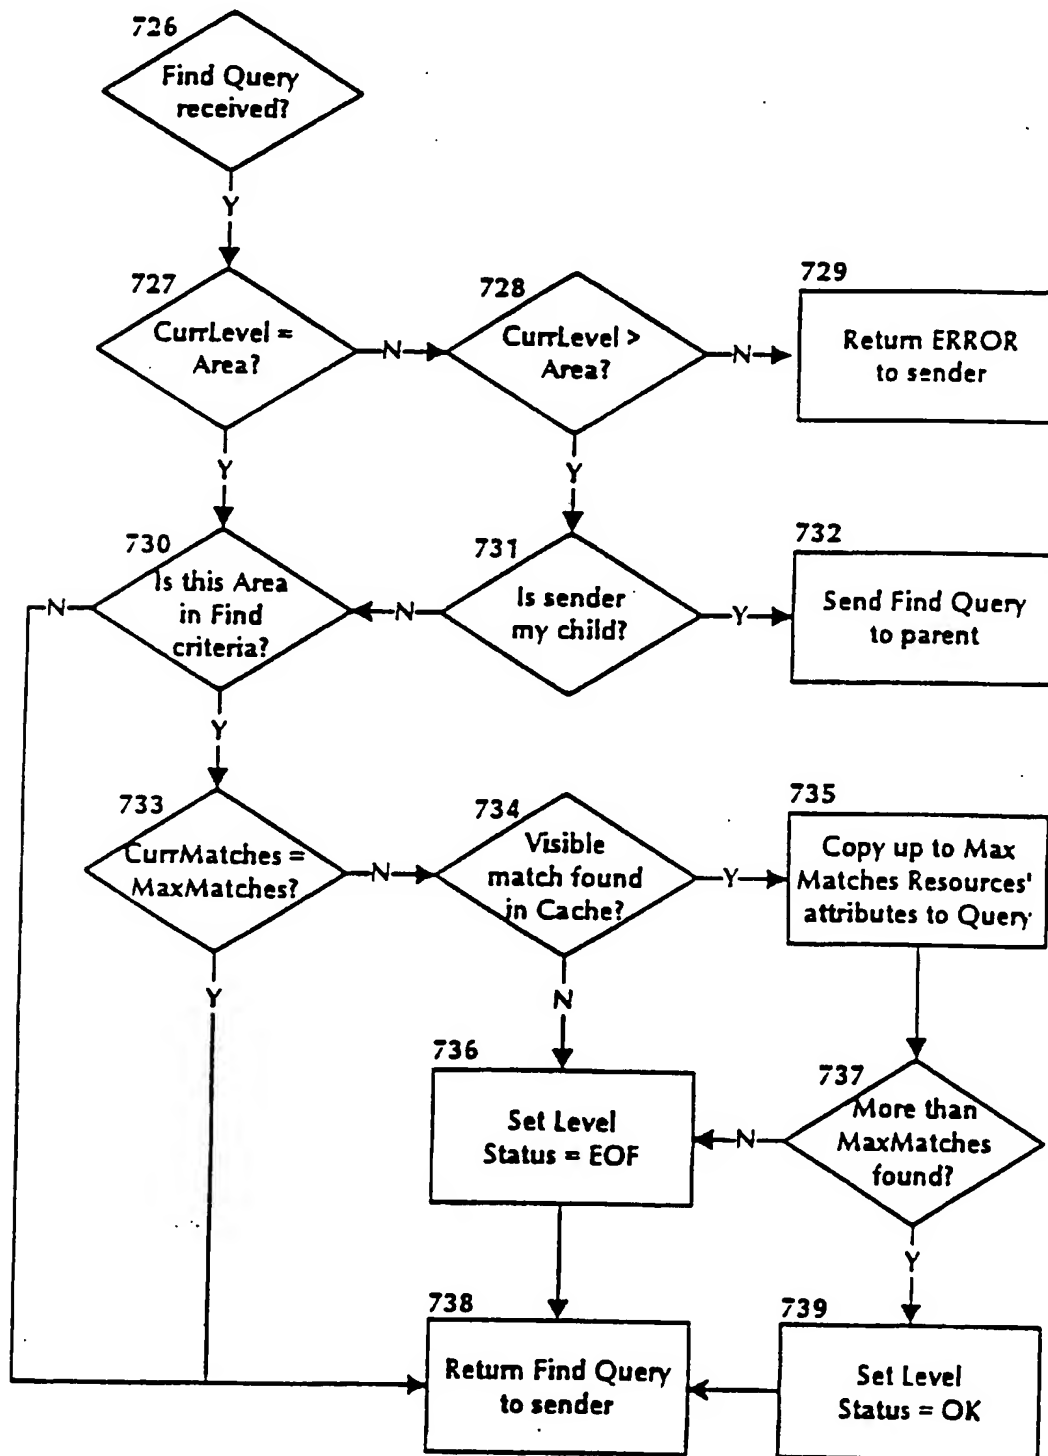 726
Find Query
received?
Y
727
CurrLevel =
Area?
N
728
CurrLevel >
Area?
N
729
Return ERROR
to sender
Y
Y
730
Is this Area
in Find
criteria?
N
N
731
Is sender
my child?
Y
732
Send Find Query
to parent
Y
733
CurrMatches =
MaxMatches?
N
734
Visible
match found
in Cache?
Y
735
Copy up to Max
Matches Resources'
attributes to Query
Y
N
736
Set Level
Status = EOF
N
737
More than
MaxMatches
found?
Y
738
Return Find Query
to sender
739
Set Level
Status = OK